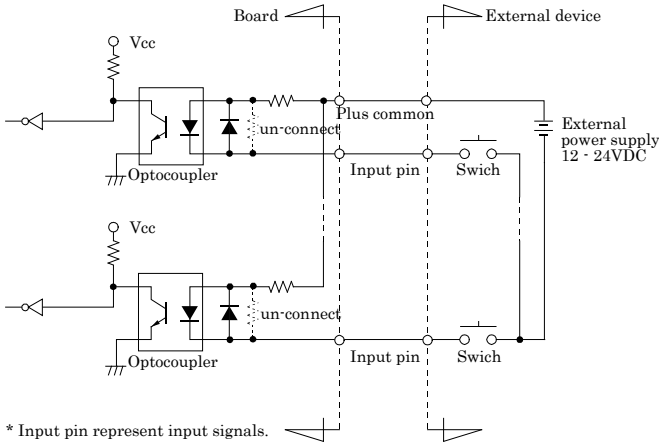 Board
External device
Vcc
Plus common
un-connect
External
power supply
12 - 24VDC
Input pin
Swich
Optocoupler
Vcc
un-connect
Input pin
Swich
Optocoupler
* Input pin represent input signals.